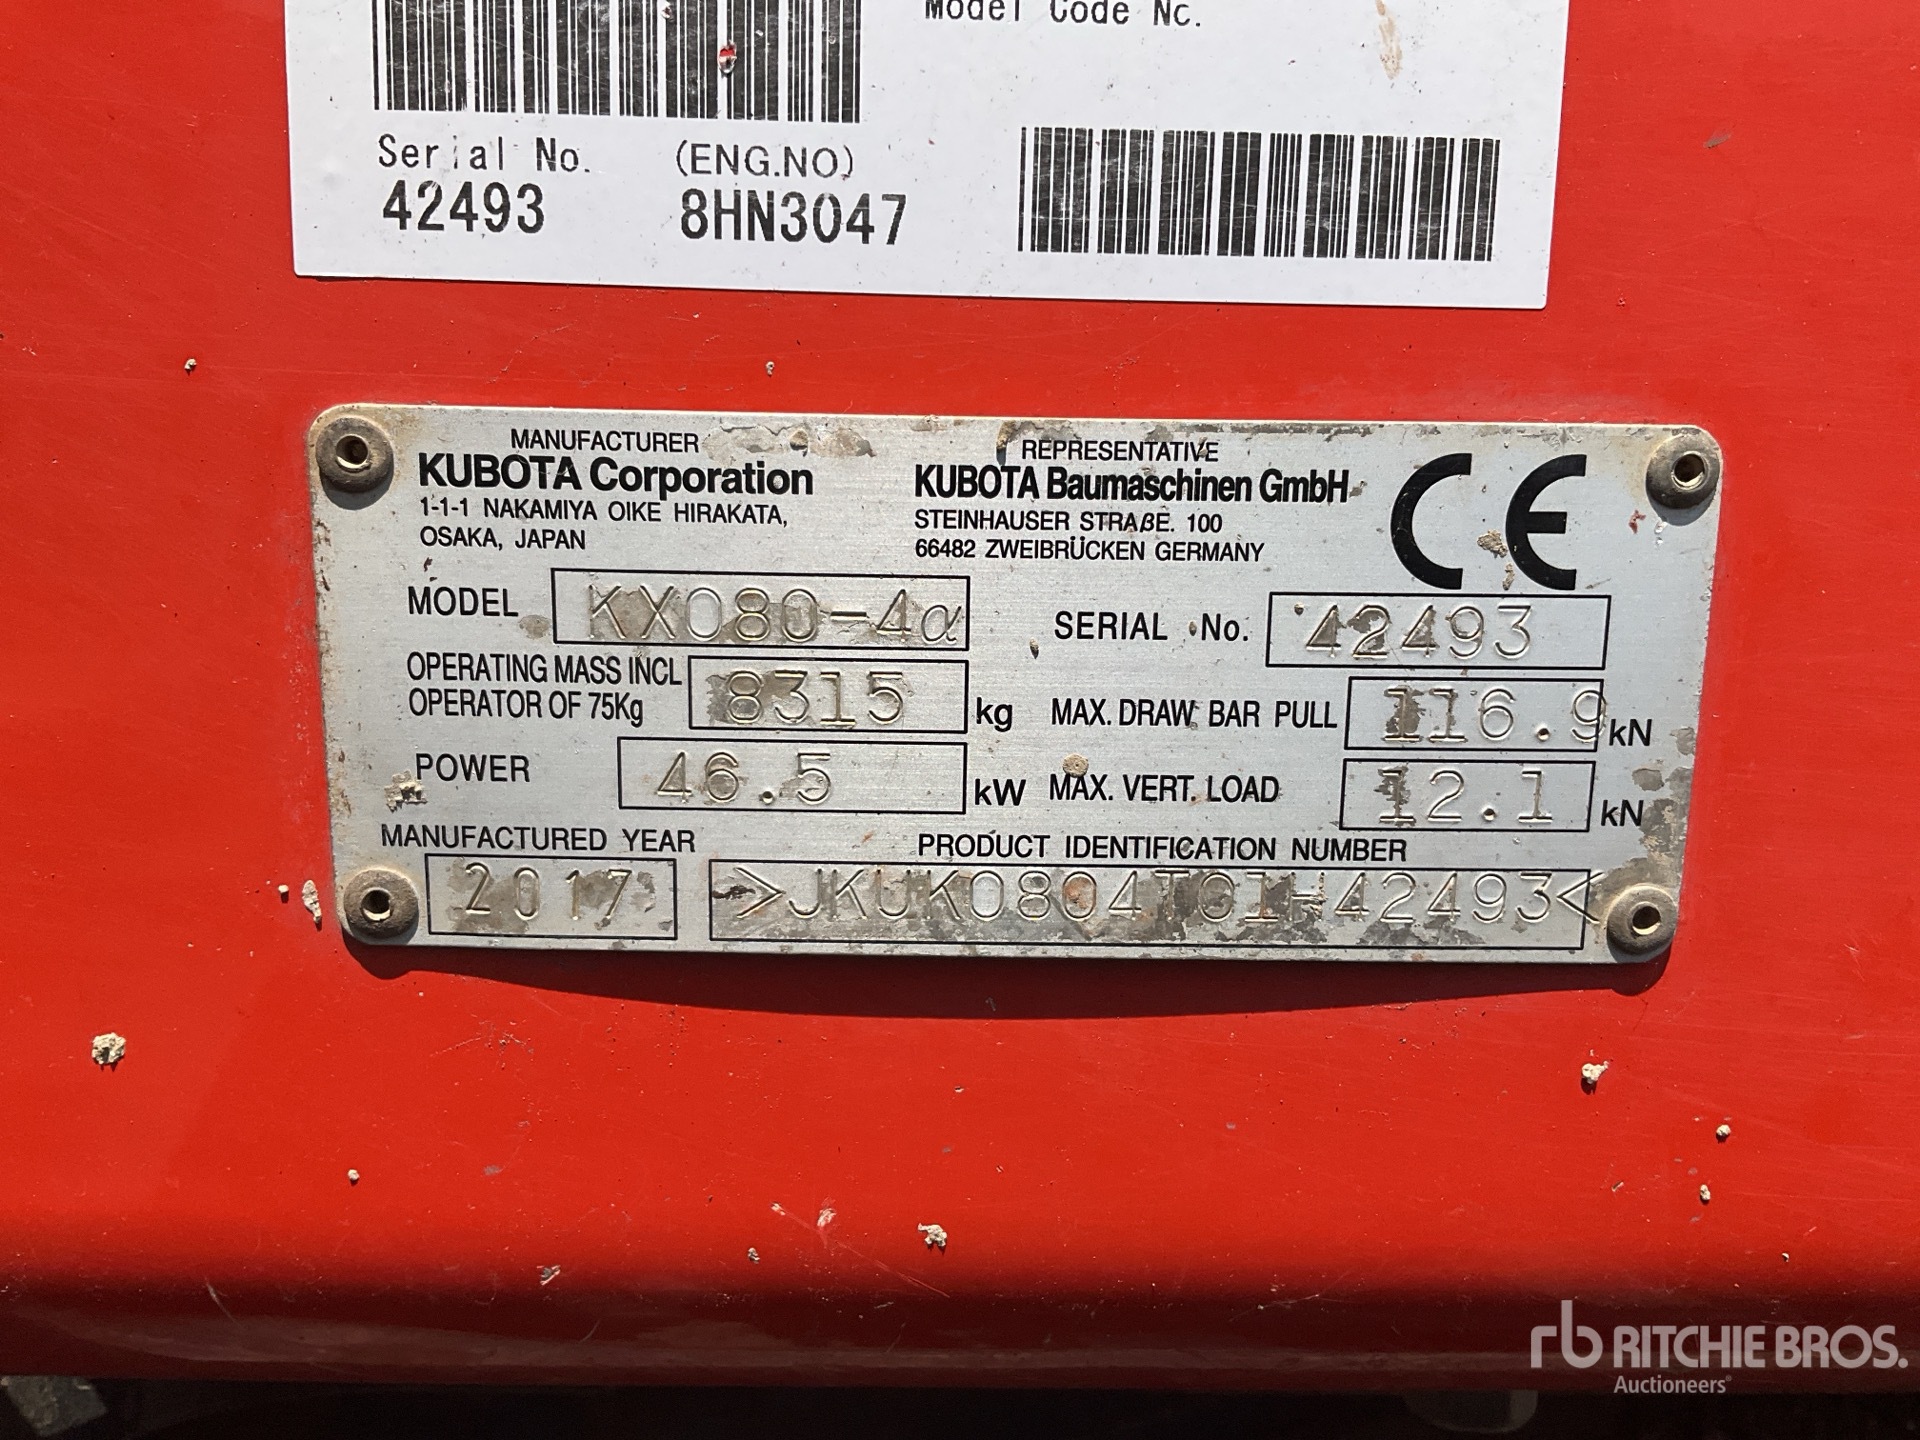 Model Code No.
Serial No. (ENG.NO)
42493 8HN3047
MANUFACTURER
KUBOTA Corporation
1-1-1 NAKAMIYA OIKE HIRAKATA,
OSAKA, JAPAN
REPRESENTATIVE
KUBOTA Baumaschinen GmbH
STEINHAUSER STRAßE. 100
66482 ZWEIBRÜCKEN GERMANY
CE
MODEL KX080-4α
SERIAL No. 42493
OPERATING MASS INCL
OPERATOR OF 75Kg 8315 kg
MAX. DRAW BAR PULL 116.9 kN
POWER 46.5 kW
MAX. VERT. LOAD 12.1 kN
MANUFACTURED YEAR
2017
PRODUCT IDENTIFICATION NUMBER
>JKUK0804T01H42493<
rb RITCHIE BROS.
Auctioneers®